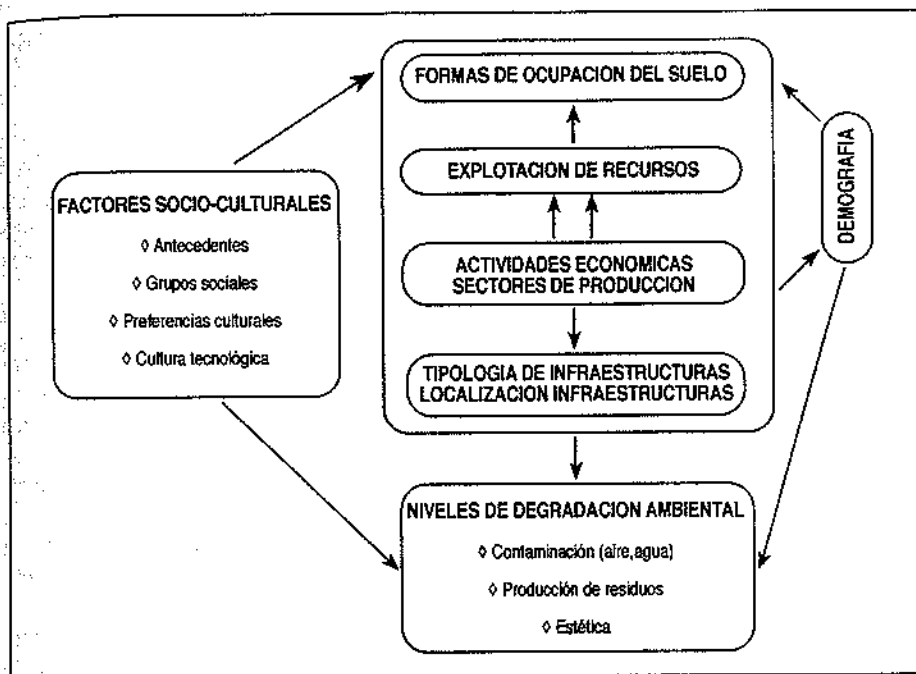 FORMAS DE OCUPACION DEL SUELO
EXPLOTACION DE RECURSOS
ACTIVIDADES ECONOMICAS
SECTORES DE PRODUCCION
TIPOLOGIA DE INFRAESTRUCTURAS
LOCALIZACION INFRAESTRUCTURAS
FACTORES SOCIO-CULTURALES
◊ Antecedentes
◊ Grupos sociales
◊ Preferencias culturales
◊ Cultura tecnológica
DEMOGRAFIA
NIVELES DE DEGRADACION AMBIENTAL
◊ Contaminación (aire,agua)
◊ Producción de residuos
◊ Estética